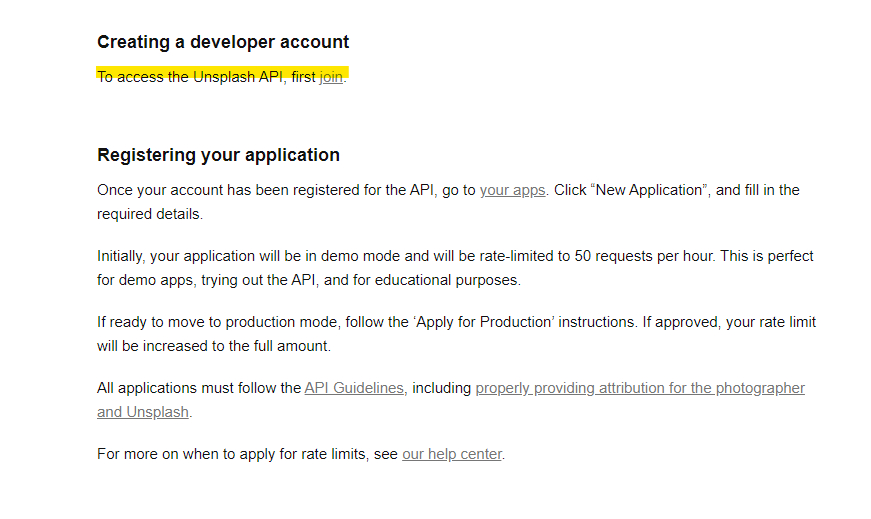 Creating a developer account
To access the Unsplash API, first join.
Registering your application
Once your account has been registered for the API, go to your apps. Click “New Application”, and fill in the
required details.
Initially, your application will be in demo mode and will be rate-limited to 50 requests per hour. This is perfect
for demo apps, trying out the API, and for educational purposes.
If ready to move to production mode, follow the ‘Apply for Production’ instructions. If approved, your rate limit
will be increased to the full amount.
All applications must follow the API Guidelines, including properly providing attribution for the photographer
and Unsplash.
For more on when to apply for rate limits, see our help center.